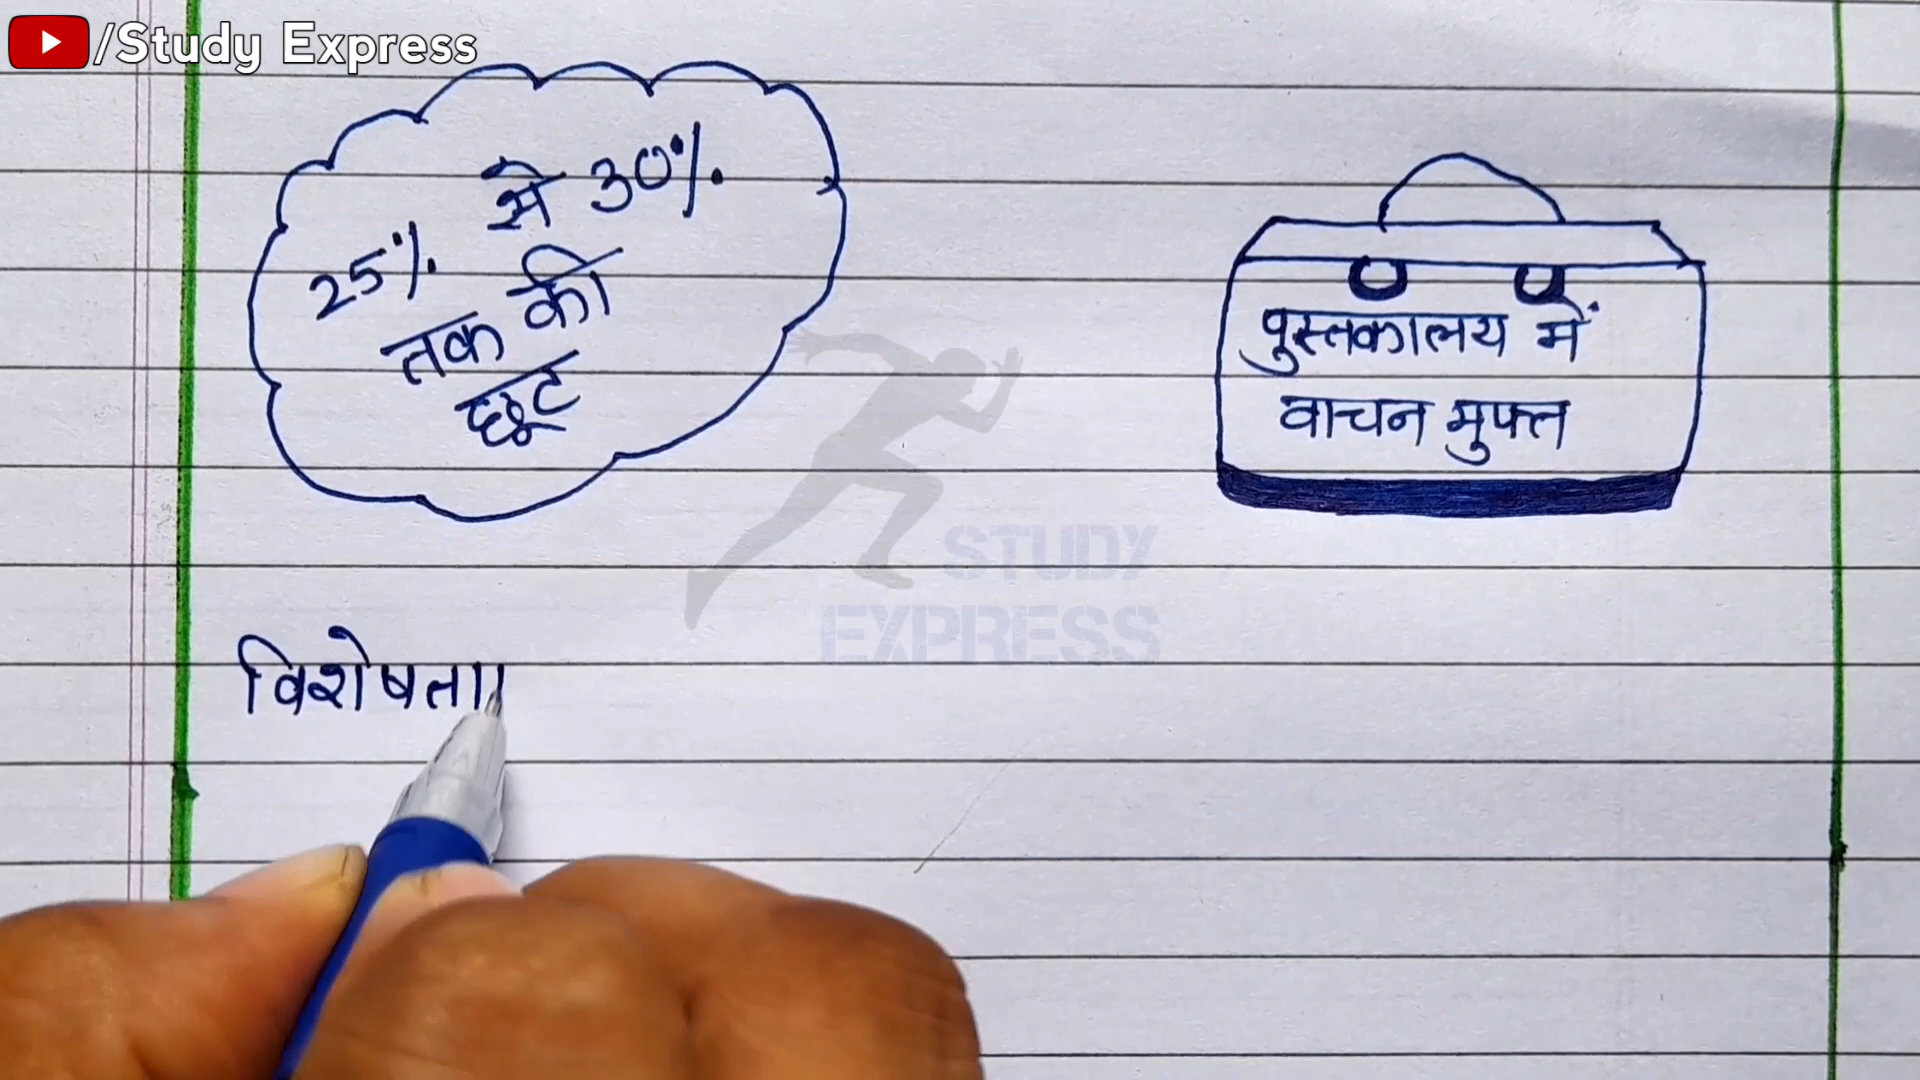 /Study Express
25% से 30%
तक की
छूट
पुस्तकालय में
वाचन मुफ्त
STUDY
EXPRESS
विशेषता